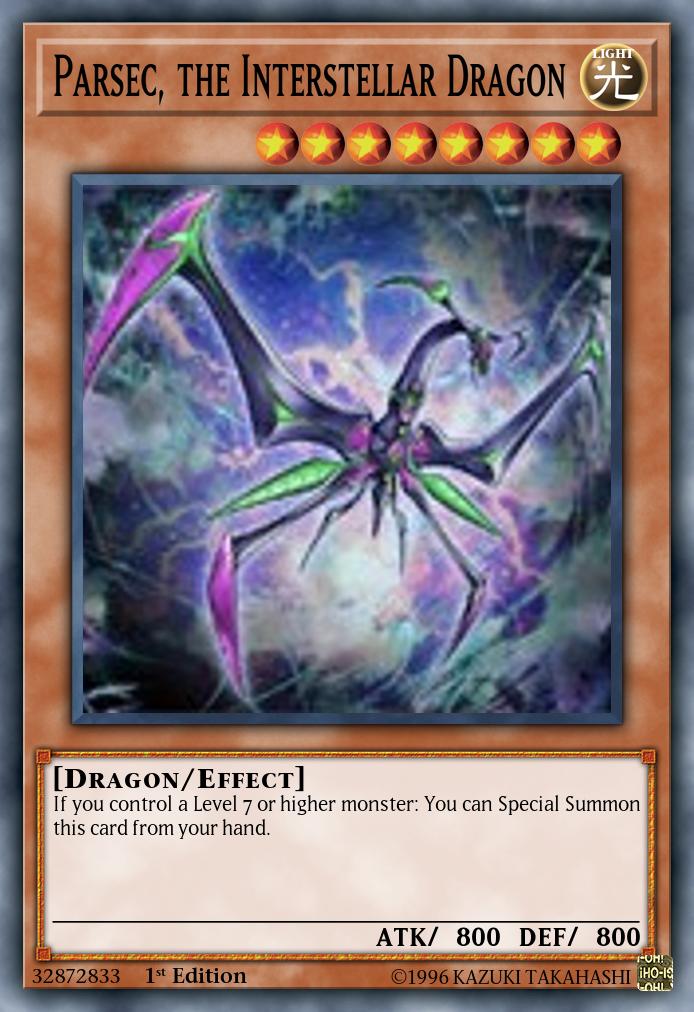 Parsec, the Interstellar Dragon
LIGHT
光
[Dragon/Effect]
If you control a Level 7 or higher monster: You can Special Summon
this card from your hand.
ATK/ 800 DEF/ 800
32872833 1st Edition ©1996 KAZUKI TAKAHASHI